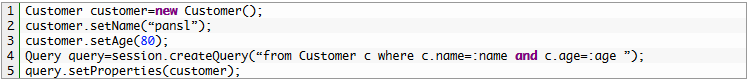 1 Customer customer=new Customer();
2 customer.setName(“pansl”);
3 customer.setAge(80);
4 Query query=session.createQuery(“from Customer c where c.name=:name and c.age=:age ”);
5 query.setProperties(customer);